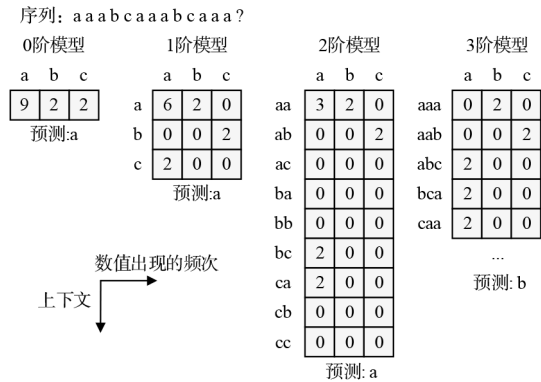 序列: a a a b c a a a b c a a a ?
0阶模型 1阶模型 2阶模型 3阶模型
a b c
9 2 2
预测:a
a b c
a 6 2 0
b 0 0 2
c 2 0 0
预测:a
a b c
aa 3 2 0
ab 0 0 2
ac 0 0 0
ba 0 0 0
bb 0 0 0
bc 2 0 0
ca 2 0 0
cb 0 0 0
cc 0 0 0
预测: a
a b c
aaa 0 2 0
aab 0 0 2
abc 2 0 0
bca 2 0 0
caa 2 0 0
...
预测: b
数值出现的频次
上下文